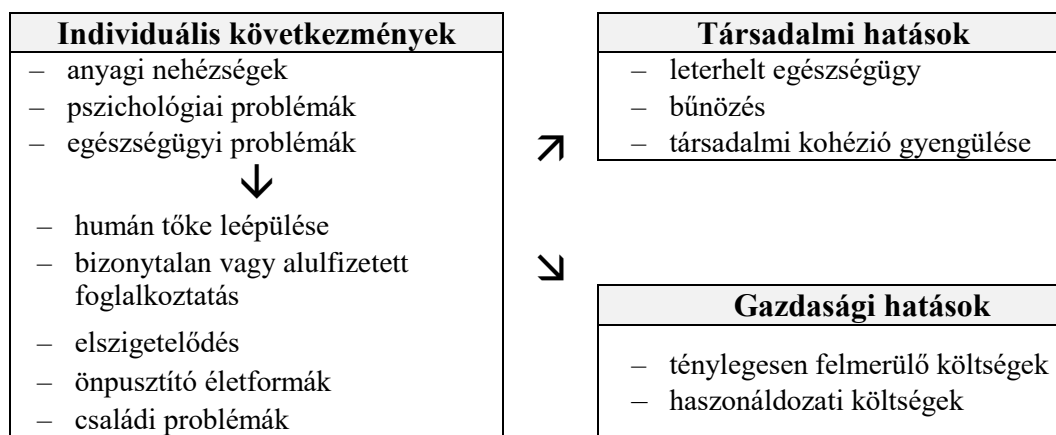 Individuális következmények
– anyagi nehézségek
– pszichológiai problémák
– egészségügyi problémák
– humán tőke leépülése
– bizonytalan vagy alulfizetett
foglalkoztatás
– elszigetelődés
– önpusztító életformák
– családi problémák
Társadalmi hatások
– leterhelt egészségügy
– bűnözés
– társadalmi kohézió gyengülése
Gazdasági hatások
– ténylegesen felmerülő költségek
– haszonáldozati költségek